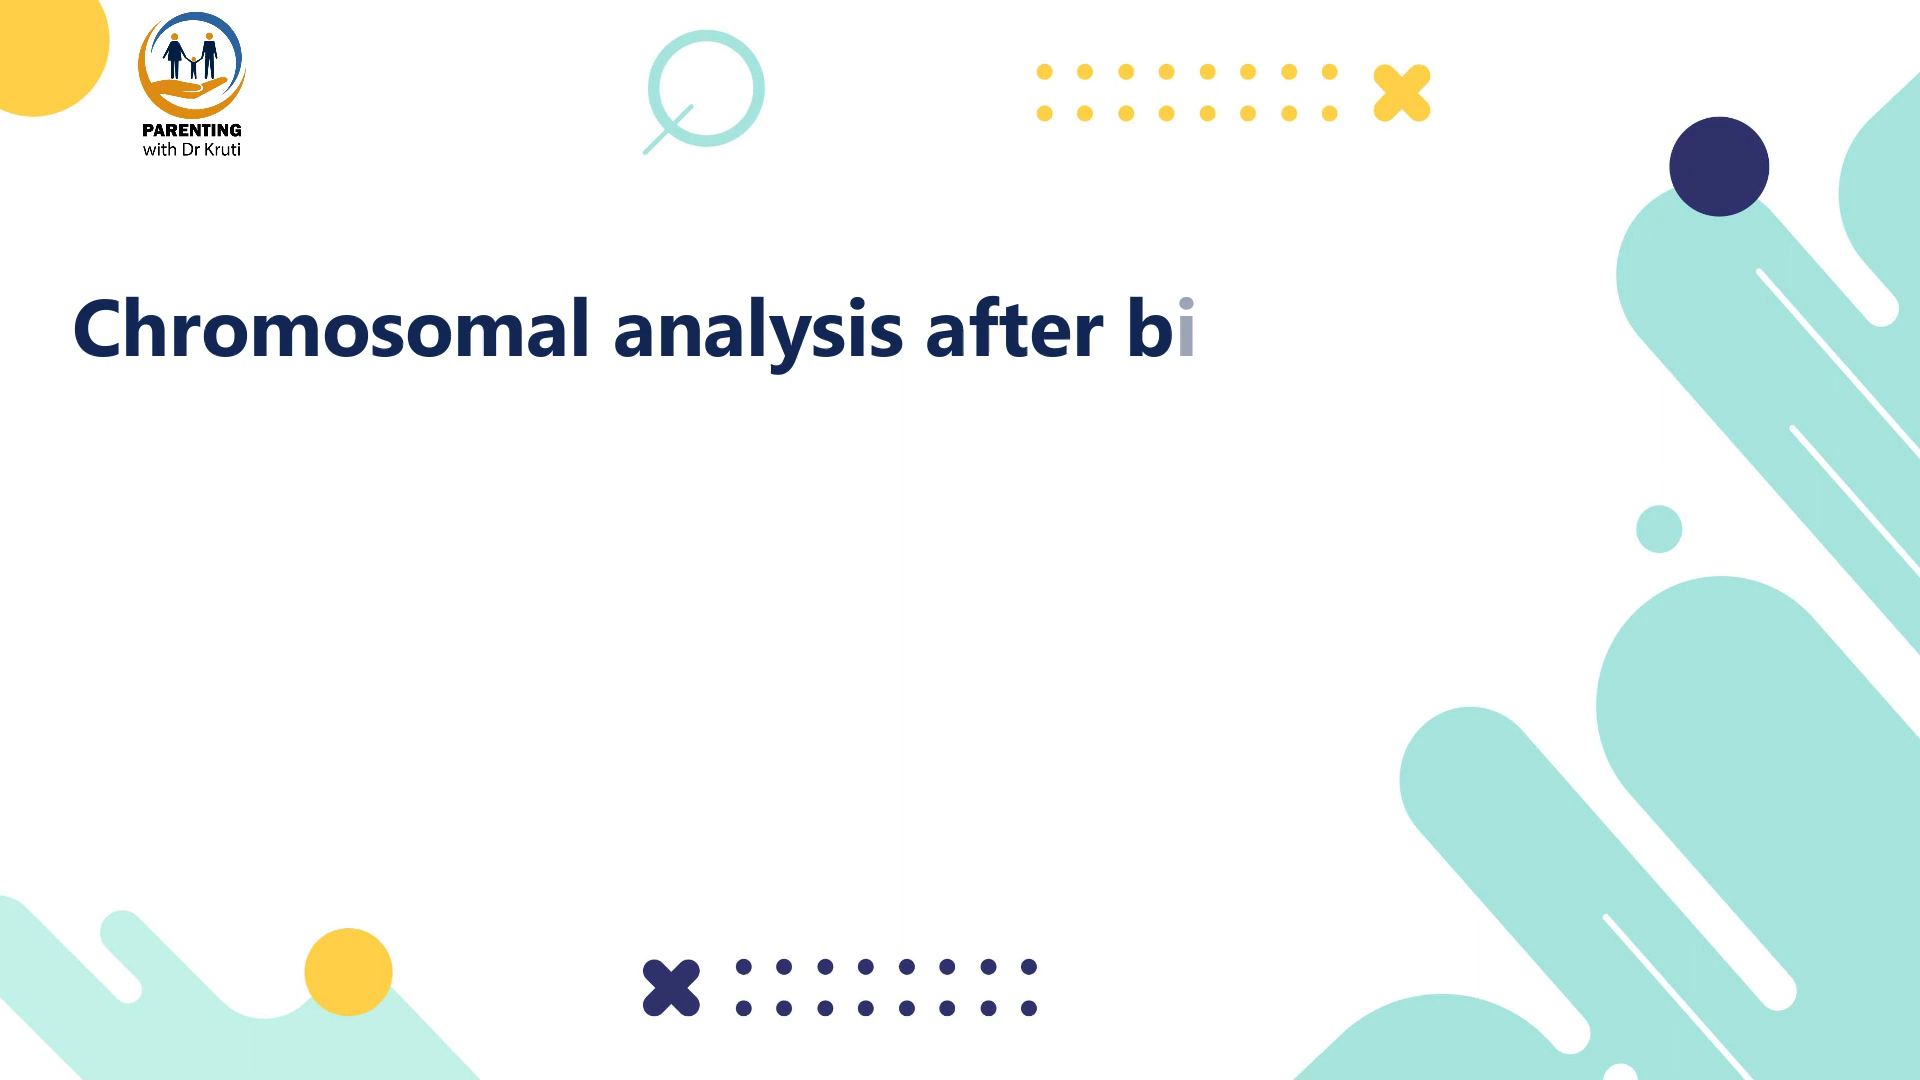 PARENTING
with Dr Kruti
Chromosomal analysis after bi